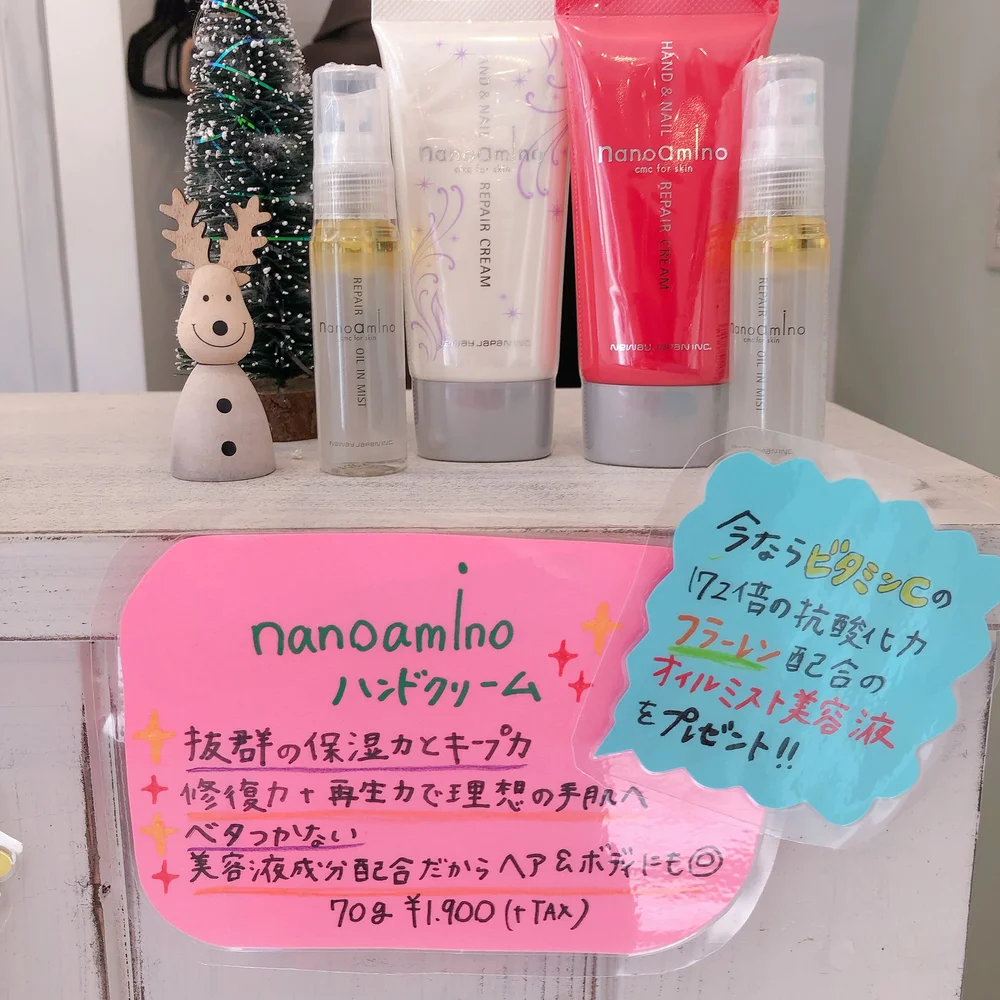 REPAIR OIL IN MIST
nanoamino
cmc for skin
NEWAY JAPAN INC.
AND & NAIL REPAIR CREAM
nanoamino
cmc for skin
NEWAY JAPAN INC.
HAND & NAIL REPAIR CREAM
nanoamino
cmc for skin
NEWAY JAPAN INC.
REPAIR OIL IN MIST
nanoamino
cmc for skin
今ならビタミンCの
172倍の抗酸化力
フラーレン配合の
オイルミスト美容液
をプレゼント!!
nanoamino
ハンドクリーム
抜群の保湿力とキープ力
修復力+再生力で理想の手肌へ
ベタつかない
美容液成分配合だからヘア&ボディにも◎
70g ¥1.900(+TAX)